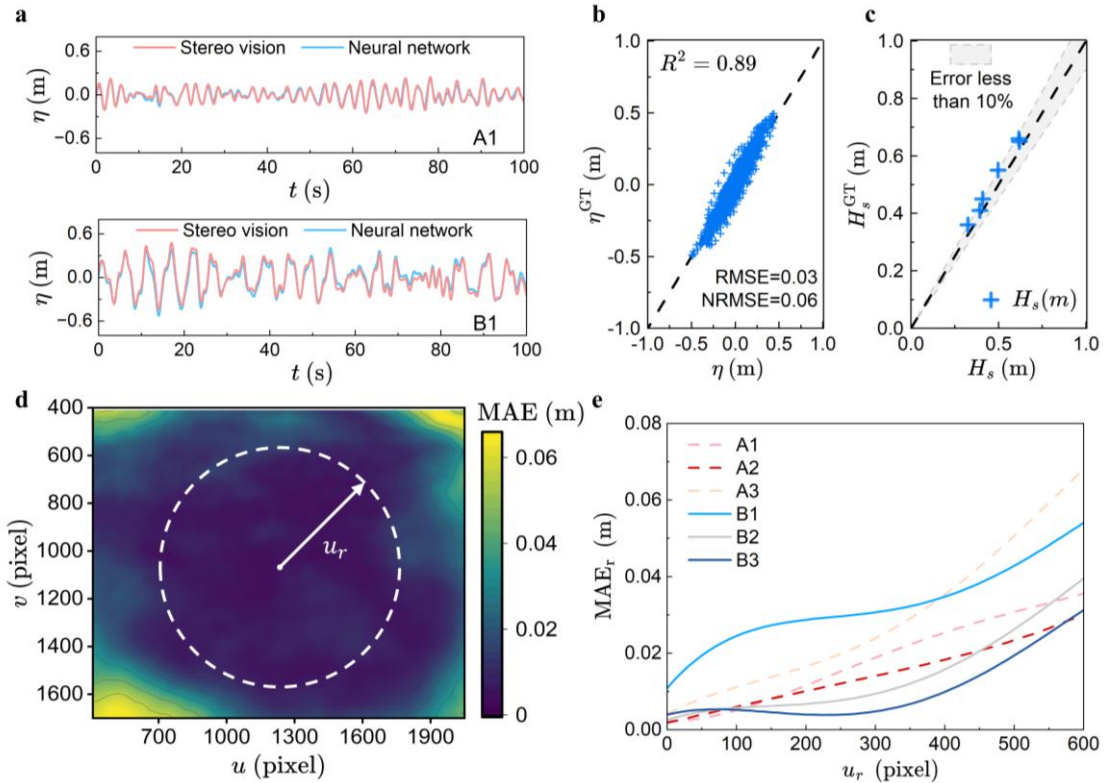 a
Stereo vision
Neural network
0.6
0.0
−0.6
η (m)
A1
0
20
40
60
80
100
t (s)
Stereo vision
Neural network
0.6
0.0
−0.6
η (m)
B1
0
20
40
60
80
100
t (s)
b
1.0
0.5
0.0
-0.5
-1.0
η^GT (m)
R² = 0.89
RMSE=0.03
NRMSE=0.06
-1.0
-0.5
0.0
0.5
1.0
η (m)
c
1.0
0.8
0.6
0.4
0.2
0.0
H_s^GT (m)
Error less
than 10%
H_s(m)
0.0
0.5
1.0
H_s (m)
d
400
600
800
1000
1200
1400
1600
v (pixel)
u_r
700
1000
1300
1600
1900
u (pixel)
MAE (m)
0.06
0.04
0.02
0
e
0.08
0.06
0.04
0.02
0.00
MAE_r (m)
A1
A2
A3
B1
B2
B3
0
100
200
300
400
500
600
u_r (pixel)